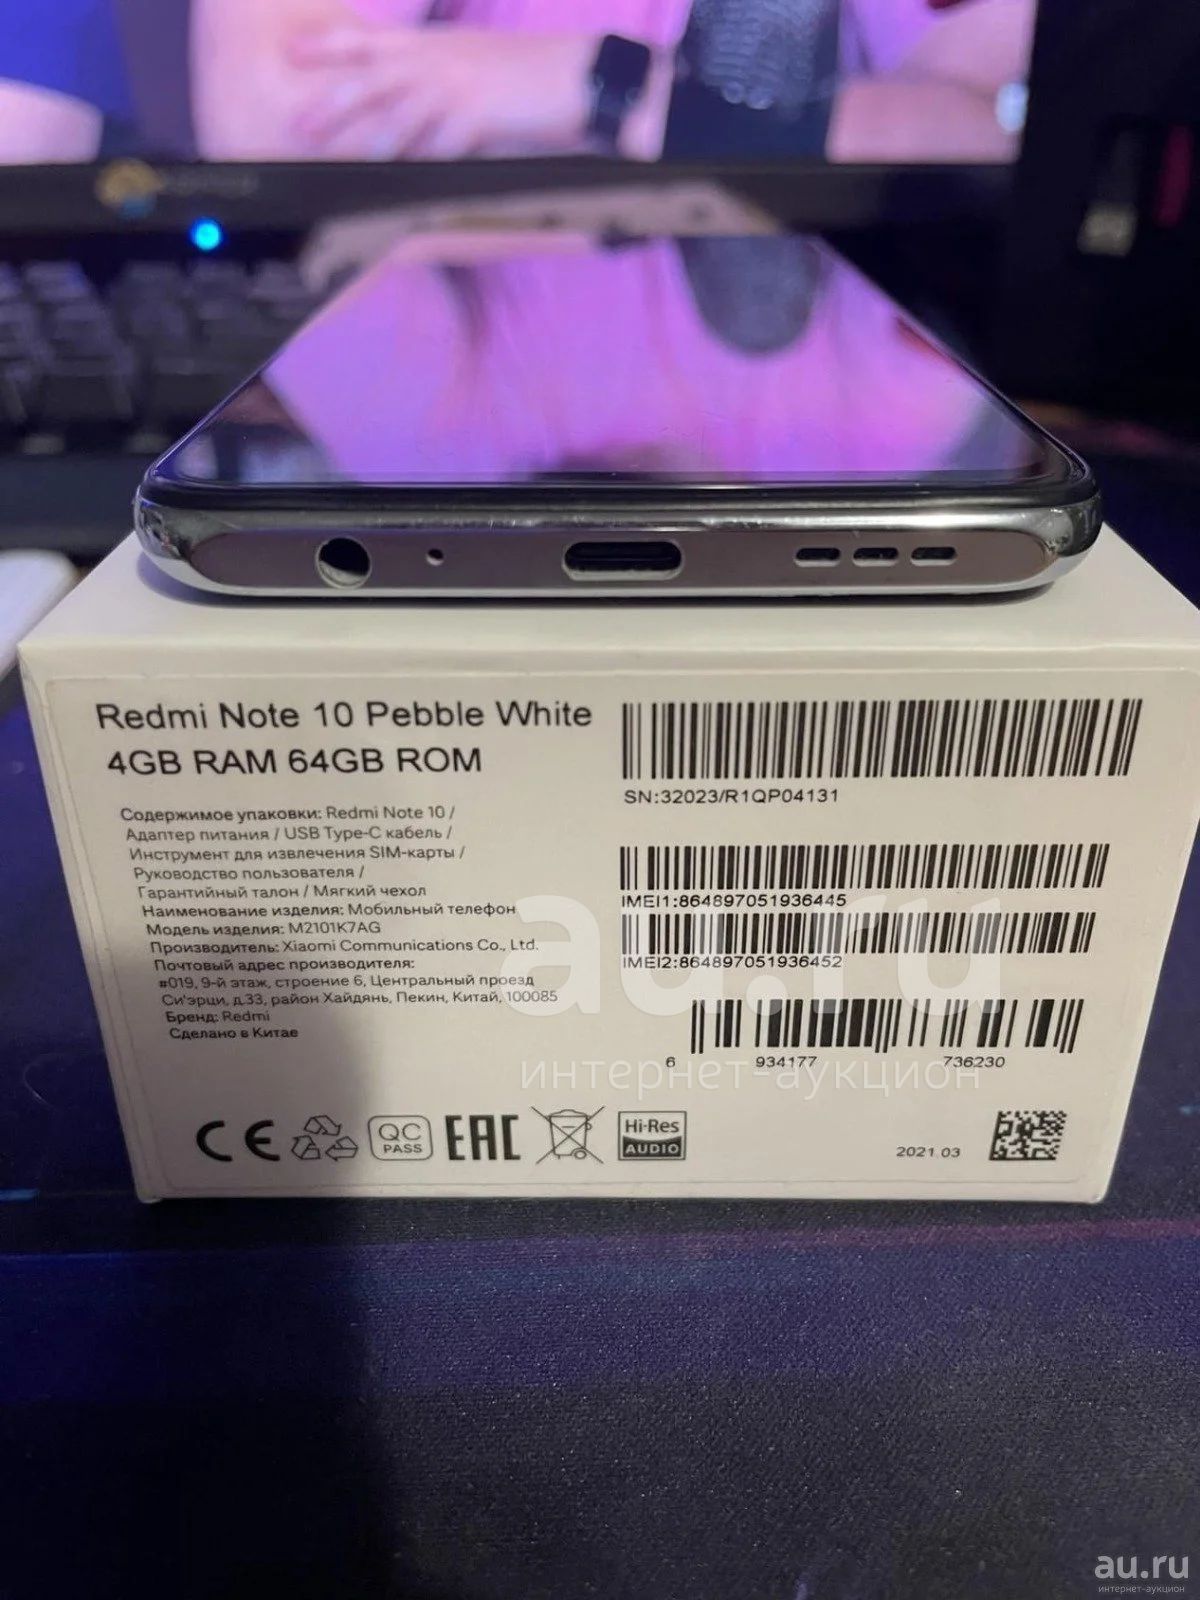 Redmi Note 10 Pebble White
4GB RAM 64GB ROM
Содержимое упаковки: Redmi Note 10 /
Адаптер питания / USB Type-C кабель /
Инструмент для извлечения SIM-карты /
Руководство пользователя /
Гарантийный талон / Мягкий чехол
Наименование изделия: Мобильный телефон
Модель изделия: M2101K7AG
Производитель: Xiaomi Communications Co., Ltd.
Почтовый адрес производителя:
#019, 9-й этаж, строение 6, Центральный проезд
Си'эрци, д.33, район Хайдянь, Пекин, Китай, 100085
Бренд: Redmi
Сделано в Китае
SN:32023/R1QP04131
IMEI1:864897051936445
IMEI2:864897051936452
6 934177 736230
CE
QC
PASS
EAC
Hi-Res
AUDIO
2021.03
au.ru
интернет-аукцион
au.ru
интернет-аукцион